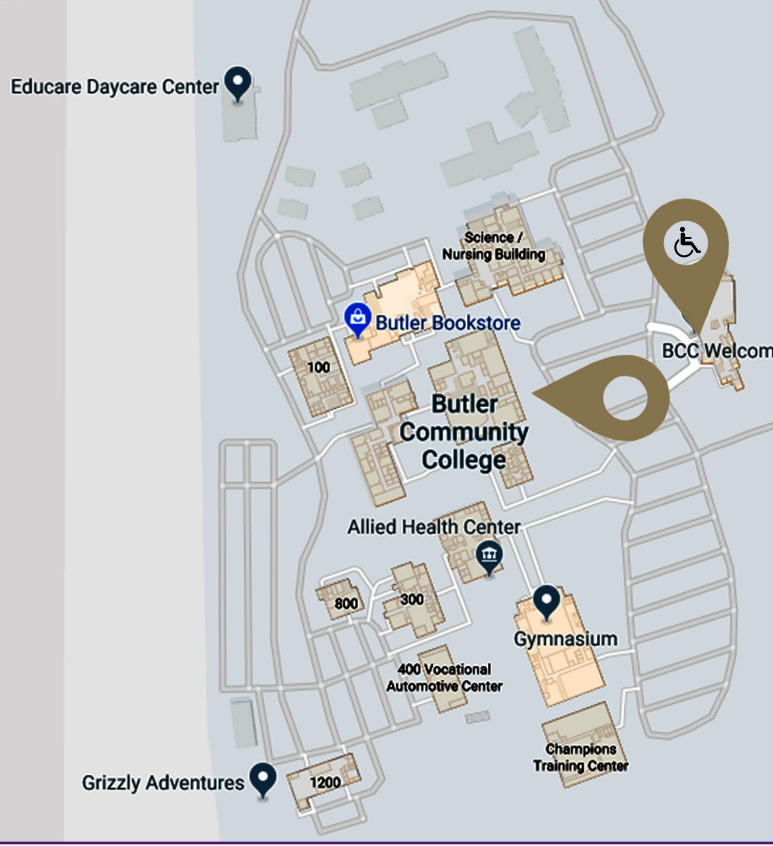 Educare Daycare Center
Science /
Nursing Building
Butler Bookstore
BCC Welcom
100
Butler
Community
College
Allied Health Center
800
300
Gymnasium
400 Vocational
Automotive Center
Champions
Training Center
Grizzly Adventures
1200